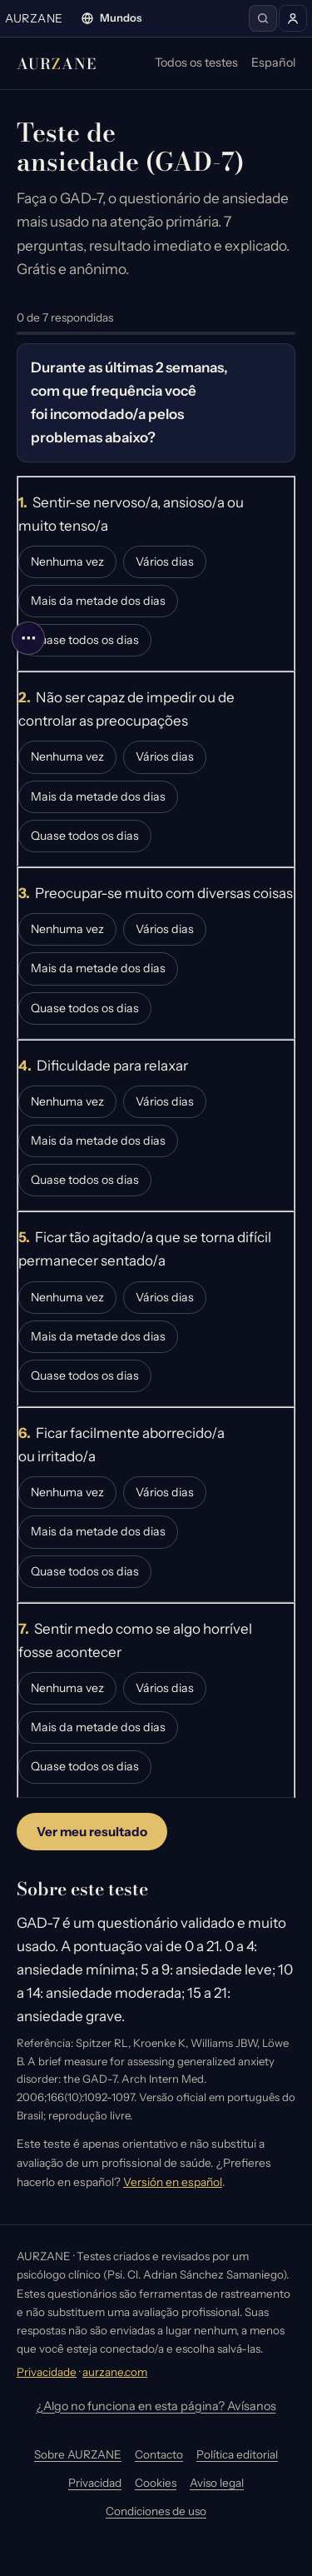 AURZANE Mundos
AURZANE Todos os testes Español
Teste de
ansiedade (GAD-7)
Faça o GAD-7, o questionário de ansiedade
mais usado na atenção primária. 7
perguntas, resultado imediato e explicado.
Grátis e anônimo.
0 de 7 respondidas
Durante as últimas 2 semanas,
com que frequência você
foi incomodado/a pelos
problemas abaixo?
1. Sentir-se nervoso/a, ansioso/a ou
muito tenso/a
Nenhuma vez Vários dias
Mais da metade dos dias
uase todos os dias
2. Não ser capaz de impedir ou de
controlar as preocupações
Nenhuma vez Vários dias
Mais da metade dos dias
Quase todos os dias
3. Preocupar-se muito com diversas coisas
Nenhuma vez Vários dias
Mais da metade dos dias
Quase todos os dias
4. Dificuldade para relaxar
Nenhuma vez Vários dias
Mais da metade dos dias
Quase todos os dias
5. Ficar tão agitado/a que se torna difícil
permanecer sentado/a
Nenhuma vez Vários dias
Mais da metade dos dias
Quase todos os dias
6. Ficar facilmente aborrecido/a
ou irritado/a
Nenhuma vez Vários dias
Mais da metade dos dias
Quase todos os dias
7. Sentir medo como se algo horrível
fosse acontecer
Nenhuma vez Vários dias
Mais da metade dos dias
Quase todos os dias
Ver meu resultado
Sobre este teste
GAD-7 é um questionário validado e muito
usado. A pontuação vai de 0 a 21. 0 a 4:
ansiedade mínima; 5 a 9: ansiedade leve; 10
a 14: ansiedade moderada; 15 a 21:
ansiedade grave.
Referência: Spitzer RL, Kroenke K, Williams JBW, Löwe
B. A brief measure for assessing generalized anxiety
disorder: the GAD-7. Arch Intern Med.
2006;166(10):1092-1097. Versão oficial em português do
Brasil; reprodução livre.
Este teste é apenas orientativo e não substitui a
avaliação de um profissional de saúde. ¿Prefieres
hacerlo en español? Versión en español.
AURZANE · Testes criados e revisados por um
psicólogo clínico (Psi. Cl. Adrian Sánchez Samaniego).
Estes questionários são ferramentas de rastreamento
e não substituem uma avaliação profissional. Suas
respostas não são enviadas a lugar nenhum, a menos
que você esteja conectado/a e escolha salvá-las.
Privacidade · aurzane.com
¿Algo no funciona en esta página? Avísanos
Sobre AURZANE Contacto Política editorial
Privacidad Cookies Aviso legal
Condiciones de uso